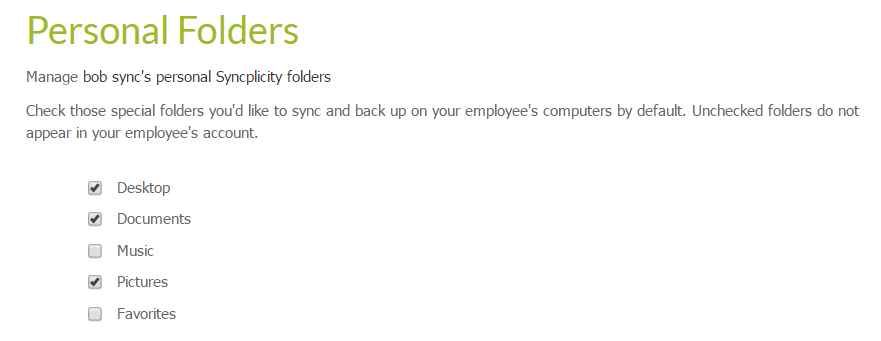 Personal Folders
Manage bob sync's personal Syncplicity folders
Check those special folders you'd like to sync and back up on your employee's computers by default. Unchecked folders do not
appear in your employee's account.
Desktop
Documents
Music
Pictures
Favorites